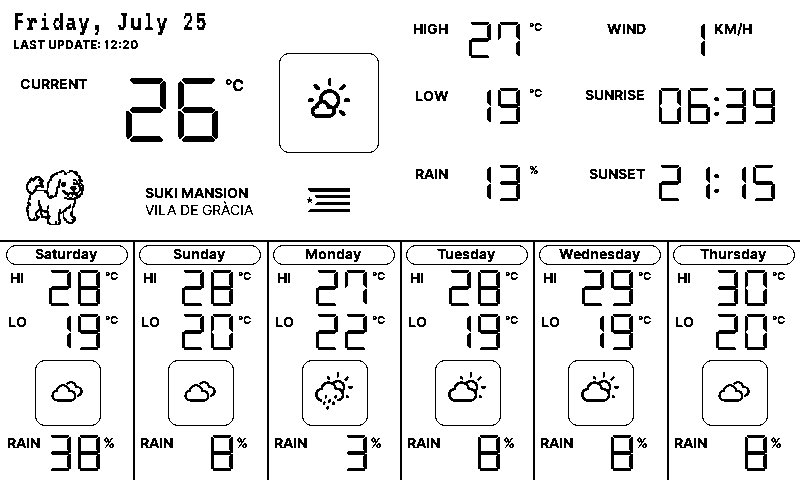 Friday, July 25
LAST UPDATE: 12:20
CURRENT 26 °C
SUKI MANSION
VILA DE GRÀCIA
HIGH 27 °C
LOW 19 °C
RAIN 13 %
WIND 1 KM/H
SUNRISE 06:39
SUNSET 21:15
Saturday
HI 28 °C
LO 19 °C
RAIN 38 %
Sunday
HI 28 °C
LO 20 °C
RAIN 8 %
Monday
HI 27 °C
LO 22 °C
RAIN 3 %
Tuesday
HI 28 °C
LO 19 °C
RAIN 8 %
Wednesday
HI 29 °C
LO 19 °C
RAIN 8 %
Thursday
HI 30 °C
LO 20 °C
RAIN 8 %